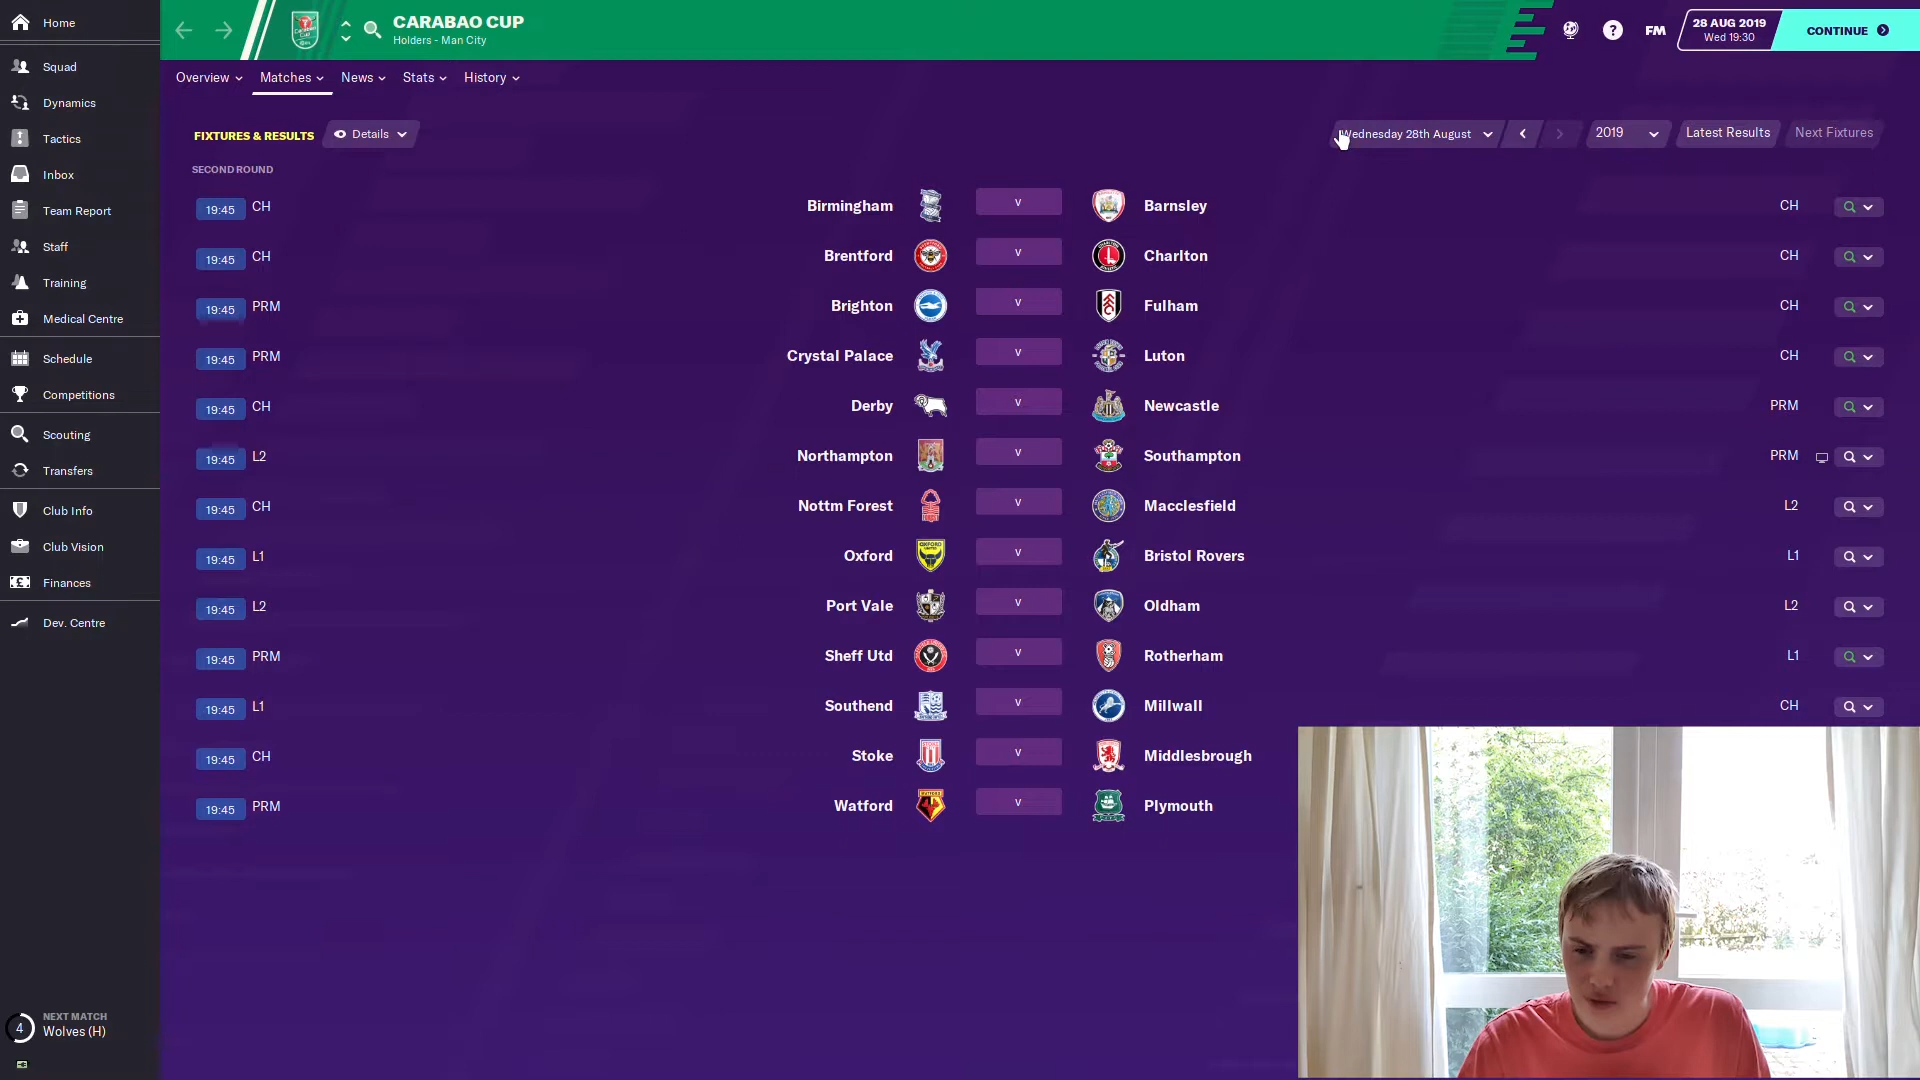 Home
Squad
Dynamics
Tactics
Inbox
Team Report
Staff
Training
Medical Centre
Schedule
Competitions
Scouting
Transfers
Club Info
Club Vision
Finances
Dev. Centre
4
NEXT MATCH
Wolves (H)
CARABAO CUP
Holders - Man City
FM
28 AUG 2019
Wed 19:30
CONTINUE
Overview Matches News Stats History
FIXTURES & RESULTS Details Wednesday 28th August 2019 Latest Results Next Fixtures
SECOND ROUND
19:45 CH Birmingham v Barnsley CH
19:45 CH Brentford v Charlton CH
19:45 PRM Brighton v Fulham CH
19:45 PRM Crystal Palace v Luton CH
19:45 CH Derby v Newcastle PRM
19:45 L2 Northampton v Southampton PRM
19:45 CH Nottm Forest v Macclesfield L2
19:45 L1 Oxford v Bristol Rovers L1
19:45 L2 Port Vale v Oldham L2
19:45 PRM Sheff Utd v Rotherham L1
19:45 L1 Southend v Millwall CH
19:45 CH Stoke v Middlesbrough
19:45 PRM Watford v Plymouth